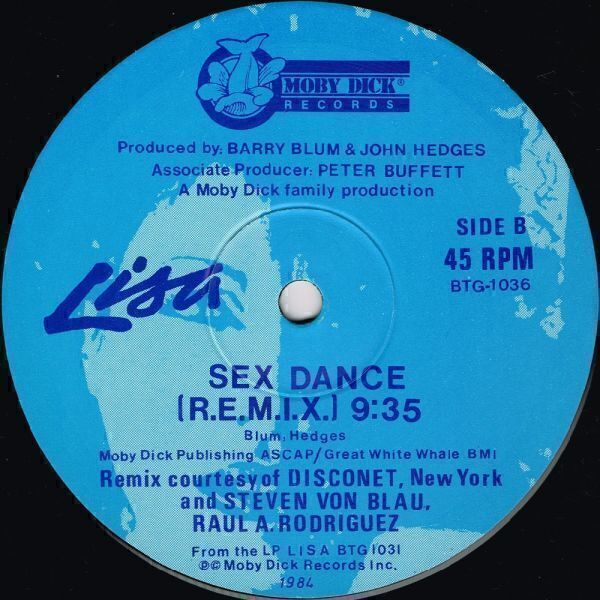 MOBY DICK®
RECORDS
Produced by: BARRY BLUM & JOHN HEDGES
Associate Producer: PETER BUFFETT
A Moby Dick family production
SIDE B
45 RPM
BTG-1036
Lisa
SEX DANCE
(R.E.M.I.X.) 9:35
Blum, Hedges
Moby Dick Publishing ASCAP/Great White Whale BMI
Remix courtesy of DISCONET, New York
and STEVEN VON BLAU,
RAUL A. RODRIGUEZ
From the LP LISA BTG1031
℗© Moby Dick Records Inc.
1984